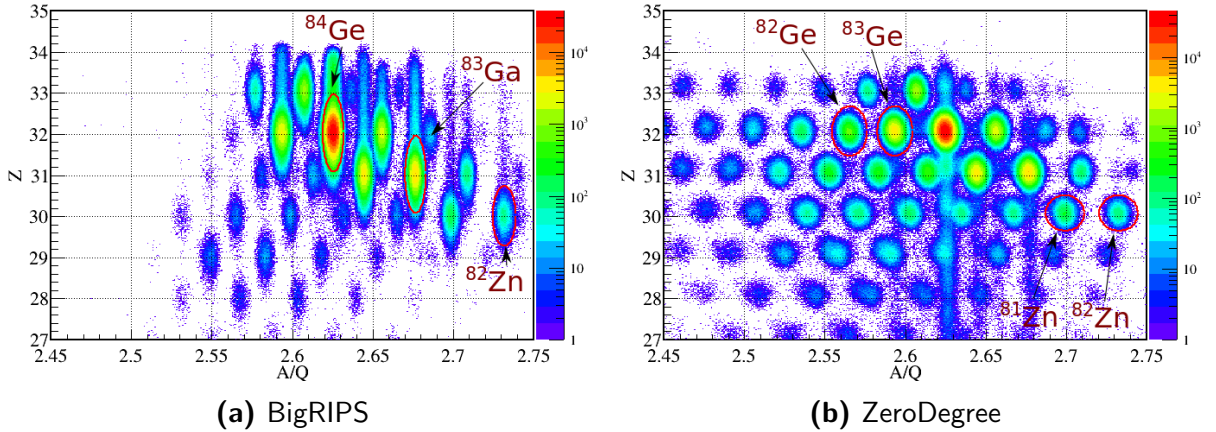 35
34
33
32
31
30
29
28
27
Z
2.45 2.5 2.55 2.6 2.65 2.7 2.75
A/Q
⁸⁴Ge
⁸³Ga
⁸²Zn
10⁴
10³
10²
10
1
(a) BigRIPS
35
34
33
32
31
30
29
28
27
Z
2.45 2.5 2.55 2.6 2.65 2.7
A/Q
⁸²Ge ⁸³Ge
⁸¹Zn ⁸²Zn
10⁴
10³
10²
10
1
(b) ZeroDegree